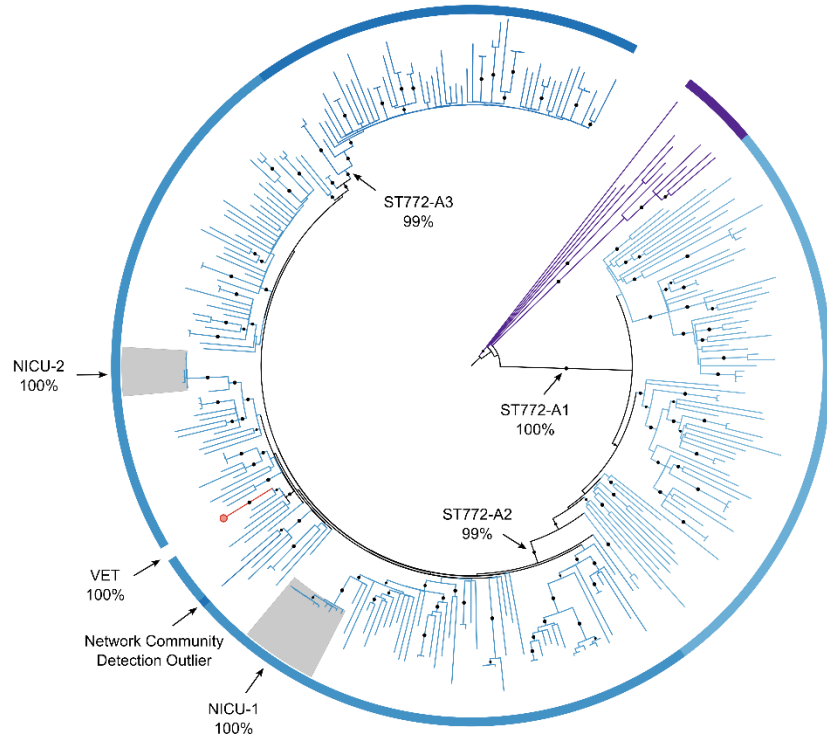 ST772-A3
99%
NICU-2
100%
ST772-A1
100%
ST772-A2
99%
VET
100%
Network Community
Detection Outlier
NICU-1
100%